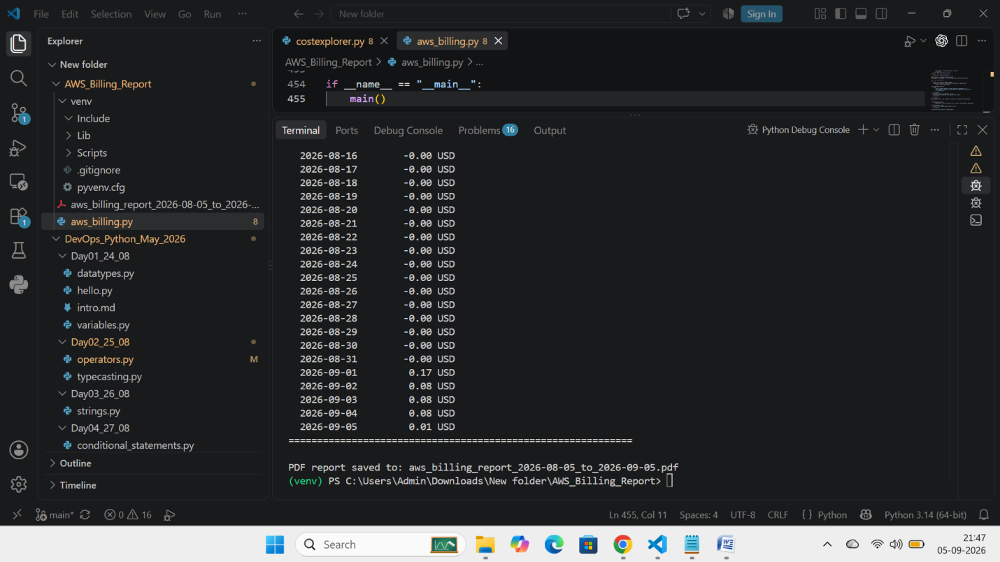 File Edit Selection View Go Run ···
New folder
Sign In
Explorer
New folder
AWS_Billing_Report
venv
Include
Lib
Scripts
.gitignore
pyvenv.cfg
aws_billing_report_2026-08-05_to_2026-...
aws_billing.py 8
DevOps_Python_May_2026
Day01_24_08
datatypes.py
hello.py
intro.md
variables.py
Day02_25_08
operators.py M
typecasting.py
Day03_26_08
strings.py
Day04_27_08
conditional_statements.py
Outline
Timeline
1
1
costexplorer.py 8 aws_billing.py 8
AWS_Billing_Report > aws_billing.py > ...
454 if __name__ == "__main__":
455 main()
Terminal Ports Debug Console Problems 16 Output
Python Debug Console
2026-08-16 -0.00 USD
2026-08-17 -0.00 USD
2026-08-18 -0.00 USD
2026-08-19 -0.00 USD
2026-08-20 -0.00 USD
2026-08-21 -0.00 USD
2026-08-22 -0.00 USD
2026-08-23 -0.00 USD
2026-08-24 -0.00 USD
2026-08-25 -0.00 USD
2026-08-26 -0.00 USD
2026-08-27 -0.00 USD
2026-08-28 -0.00 USD
2026-08-29 -0.00 USD
2026-08-30 -0.00 USD
2026-08-31 -0.00 USD
2026-09-01 0.17 USD
2026-09-02 0.08 USD
2026-09-03 0.08 USD
2026-09-04 0.08 USD
2026-09-05 0.01 USD
============================================================
PDF report saved to: aws_billing_report_2026-08-05_to_2026-09-05.pdf
(venv) PS C:\Users\Admin\Downloads\New folder\AWS_Billing_Report>
main* 0 16
Ln 455, Col 11 Spaces: 4 UTF-8 CRLF { } Python Python 3.14 (64-bit)
Search
21:47
05-09-2026